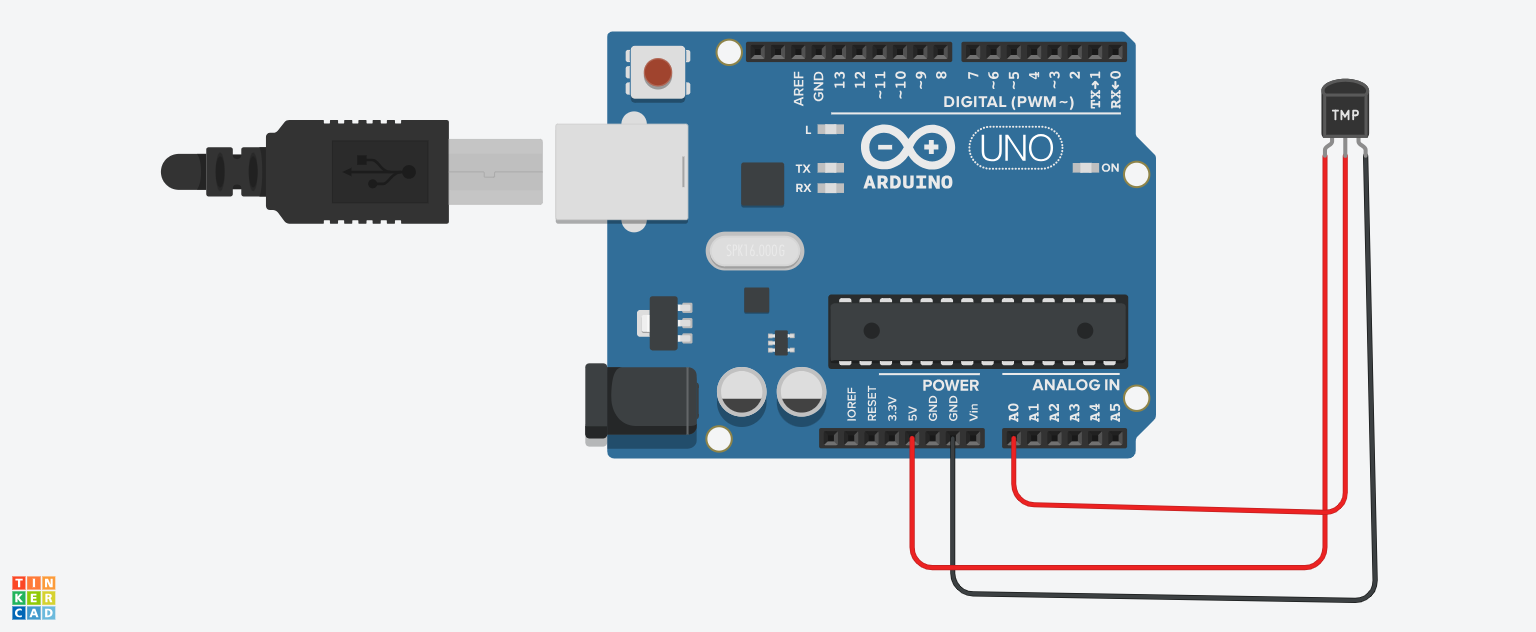 AREF
GND
13
12
~11
~10
~9
8
7
~6
~5
4
~3
2
TX→1
RX←0
DIGITAL (PWM~)
L
TX
RX
ARDUINO
UNO
ON
TMP
SPK16.000G
POWER
ANALOG IN
IOREF
RESET
3.3V
5V
GND
GND
Vin
A0
A1
A2
A3
A4
A5
TIN
KER
CAD